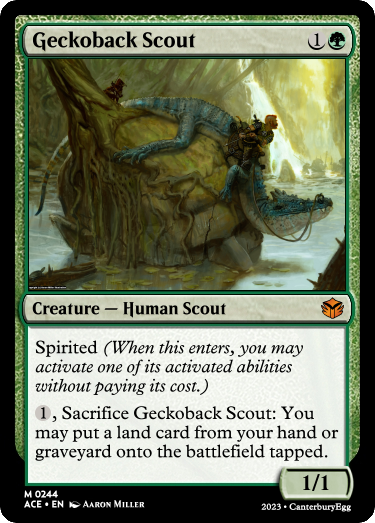 Geckoback Scout 1
Creature — Human Scout
Spirited (When this enters, you may
activate one of its activated abilities
without paying its cost.)
1, Sacrifice Geckoback Scout: You
may put a land card from your hand or
graveyard onto the battlefield tapped.
1/1
M 0244
ACE • EN Aaron Miller
2023 - CanterburyEgg